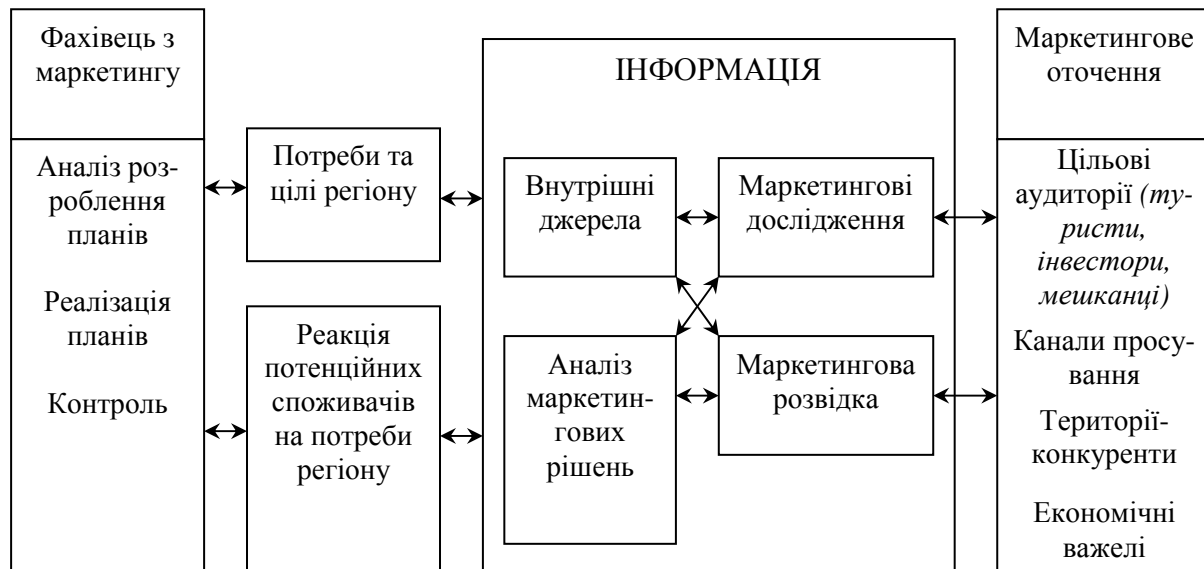 Фахівець з
маркетингу
Аналіз роз-
роблення
планів
Реалізація
планів
Контроль
Потреби та
цілі регіону
Реакція
потенційних
споживачів
на потреби
регіону
ІНФОРМАЦІЯ
Внутрішні
джерела
Маркетингові
дослідження
Аналіз
маркетин-
гових
рішень
Маркетингова
розвідка
Маркетингове
оточення
Цільові
аудиторії (ту-
ристи,
інвестори,
мешканці)
Канали просу-
вання
Території-
конкуренти
Економічні
важелі